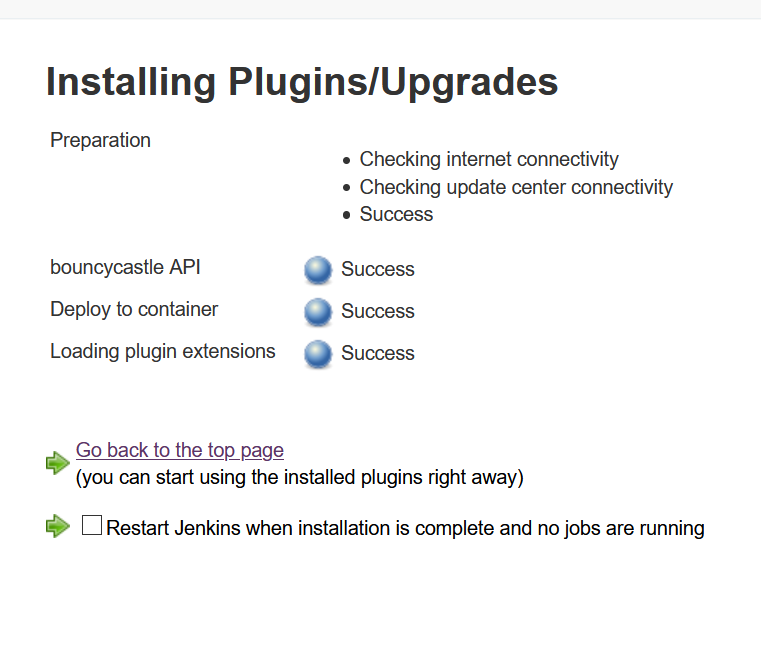 Installing Plugins/Upgrades
Preparation
Checking internet connectivity
Checking update center connectivity
Success
bouncycastle API Success
Deploy to container Success
Loading plugin extensions Success
Go back to the top page
(you can start using the installed plugins right away)
Restart Jenkins when installation is complete and no jobs are running